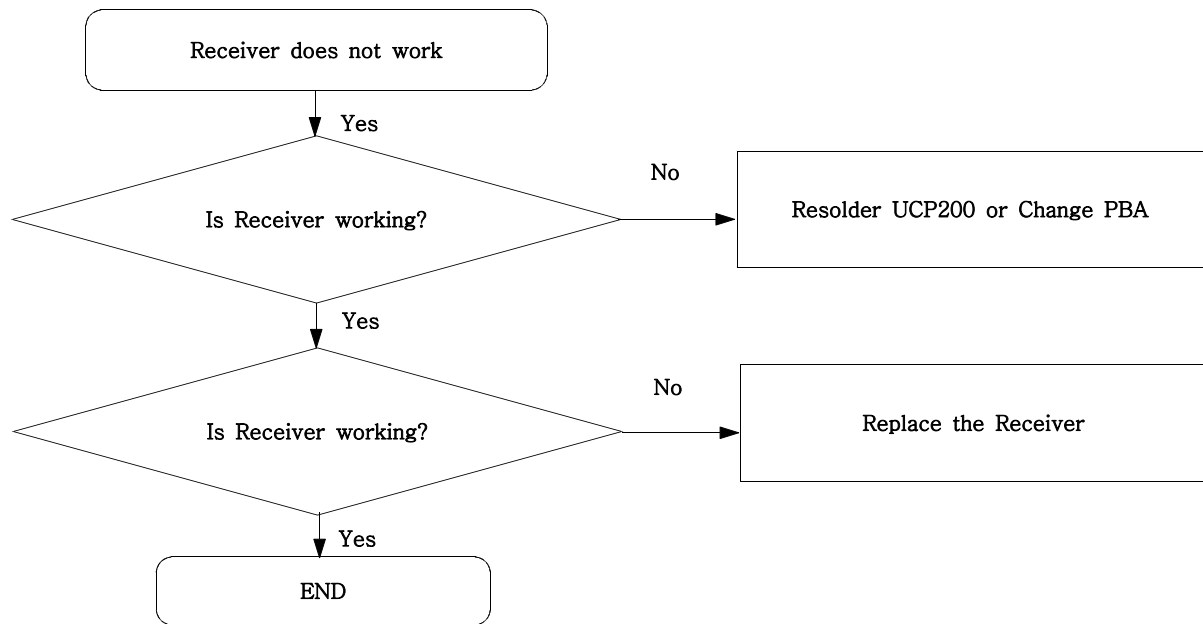 Receiver does not work
Yes
Is Receiver working?
No
Resolder UCP200 or Change PBA
Yes
Is Receiver working?
No
Replace the Receiver
Yes
END